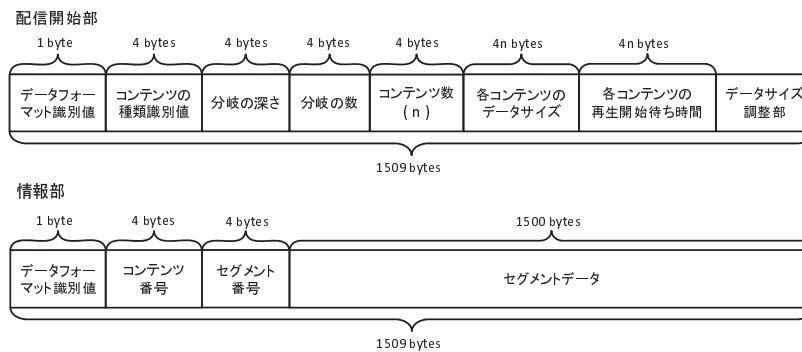 配信開始部
1 byte
4 bytes
4 bytes
4 bytes
4 bytes
4n bytes
4n bytes
データフォー
マット識別値
コンテンツの
種類識別値
分岐の深さ
分岐の数
コンテンツ数
( n )
各コンテンツの
データサイズ
各コンテンツの
再生開始待ち時間
データサイズ
調整部
1509 bytes
情報部
1 byte
4 bytes
4 bytes
1500 bytes
データフォー
マット識別値
コンテンツ
番号
セグメント
番号
セグメントデータ
1509 bytes